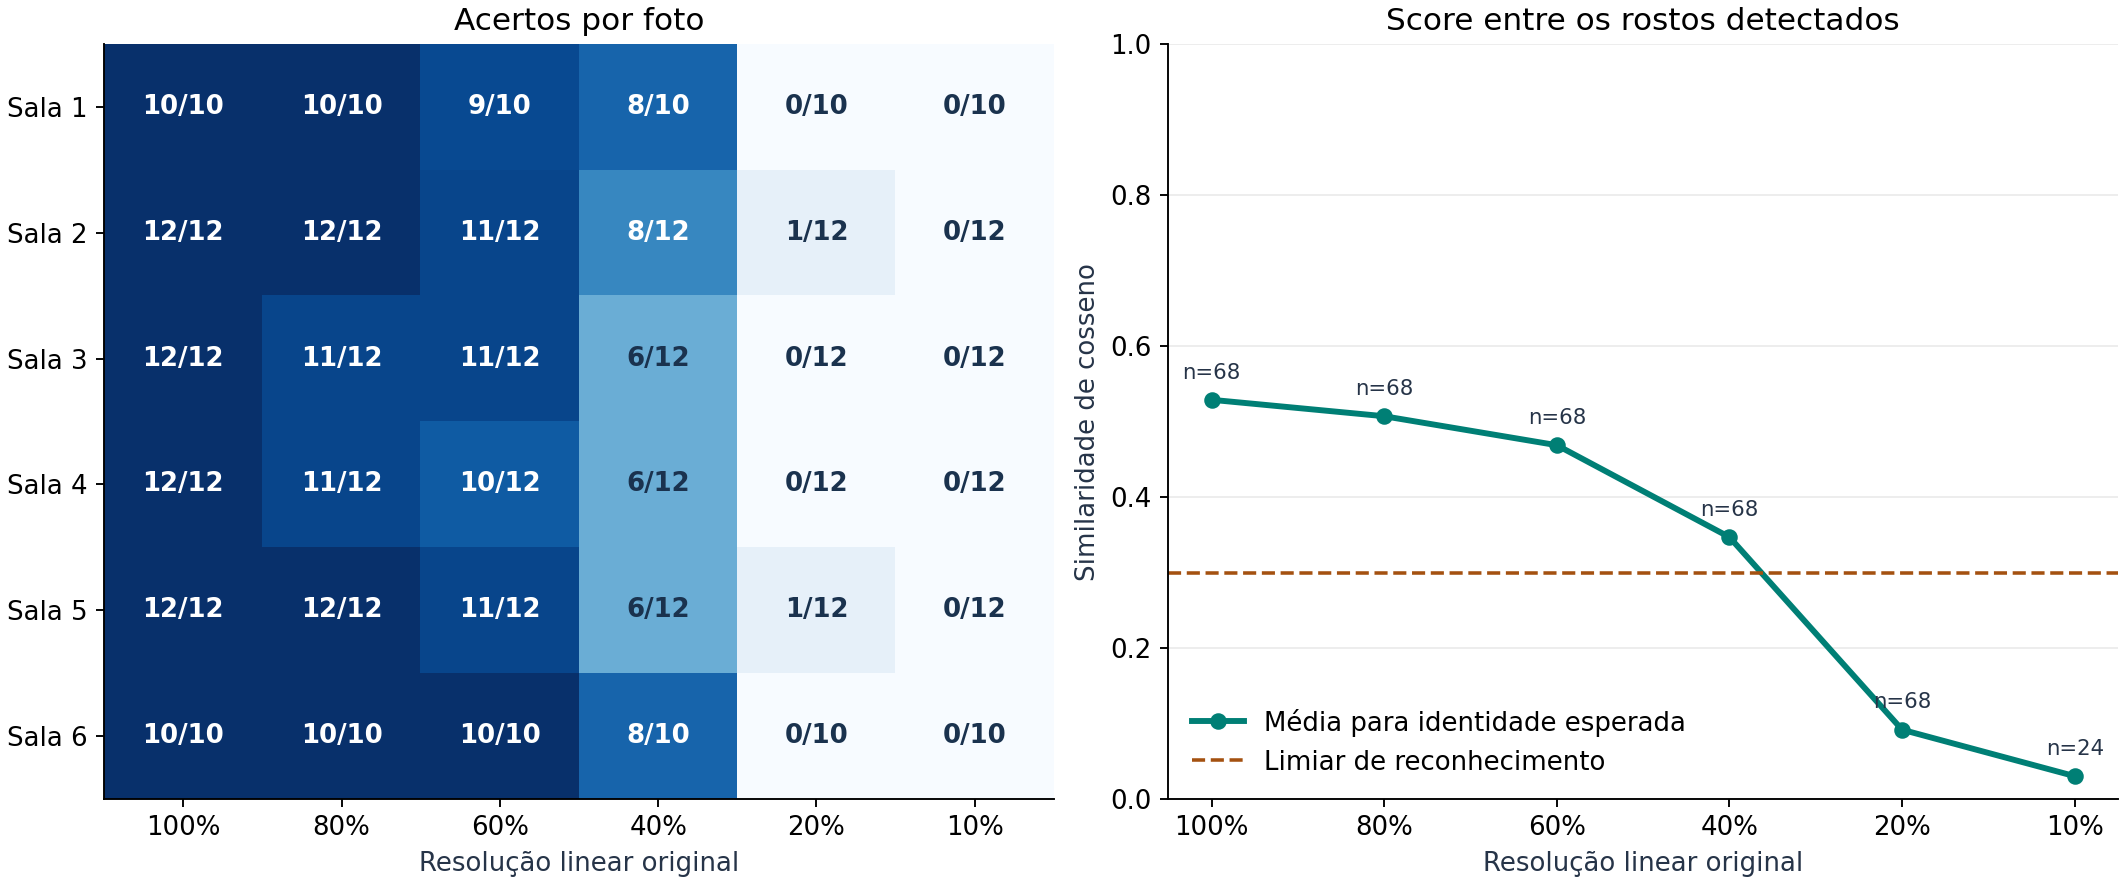 Acertos por foto
Sala 1 10/10 10/10 9/10 8/10 0/10 0/10
Sala 2 12/12 12/12 11/12 8/12 1/12 0/12
Sala 3 12/12 11/12 11/12 6/12 0/12 0/12
Sala 4 12/12 11/12 10/12 6/12 0/12 0/12
Sala 5 12/12 12/12 11/12 6/12 1/12 0/12
Sala 6 10/10 10/10 10/10 8/10 0/10 0/10
100% 80% 60% 40% 20% 10%
Resolução linear original
Score entre os rostos detectados
Similaridade de cosseno
1.0
0.8
0.6
0.4
0.2
0.0
n=68
n=68
n=68
n=68
n=68
n=24
Média para identidade esperada
Limiar de reconhecimento
100% 80% 60% 40% 20% 10%
Resolução linear original